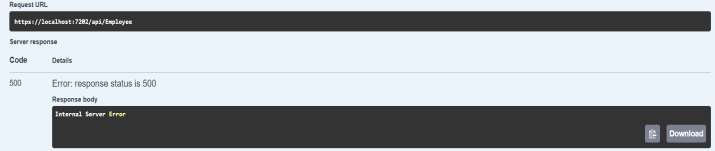 Request URL
https://localhost:7202/api/Employee
Server response
Code Details
500 Error: response status is 500
Response body
Internal Server Error
Download